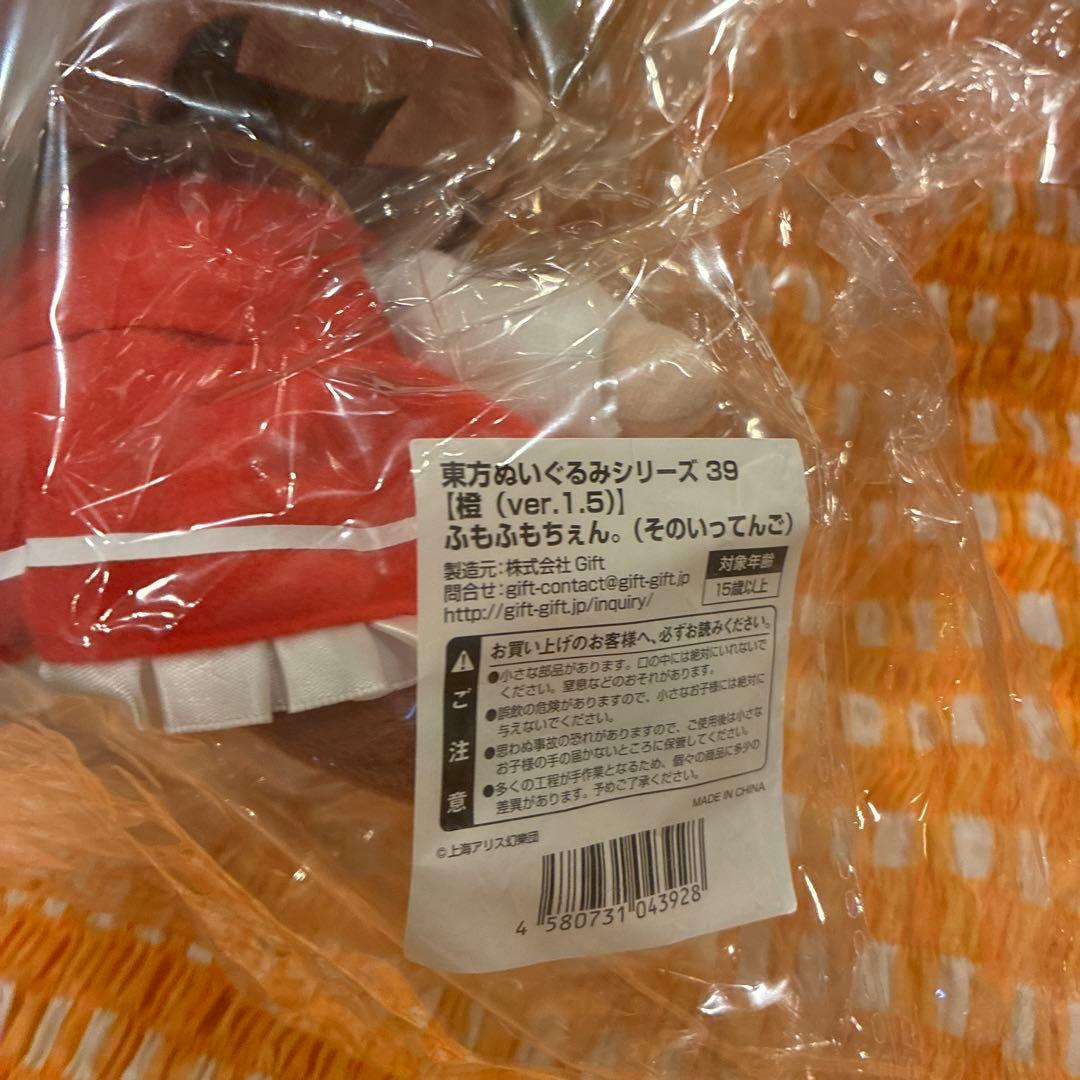 東方ぬいぐるみシリーズ 39
【橙（ver.1.5)】
ふもふもちぇん。（そのいってんご）
製造元：株式会社 Gift
問合せ：gift-contact@gift-gift.jp
http://gift-gift.jp/inquiry/
対象年齢
15歳以上
ご注意
お買い上げのお客様へ、必ずお読みください。
●小さな部品があります。口の中には絶対にいれないで
ください。窒息などのおそれがあります。
●誤飲の危険がありますので、小さなお子様には絶対に
与えないでください。
●思わぬ事故の恐れがありますので、ご使用後は小さな
お子様の手の届かないところに保管してください。
●多くの工程が手作業となるため、個々の商品に多少の
差異があります。予めご了承ください。
MADE IN CHINA
©上海アリス幻樂団
4 580731 043928